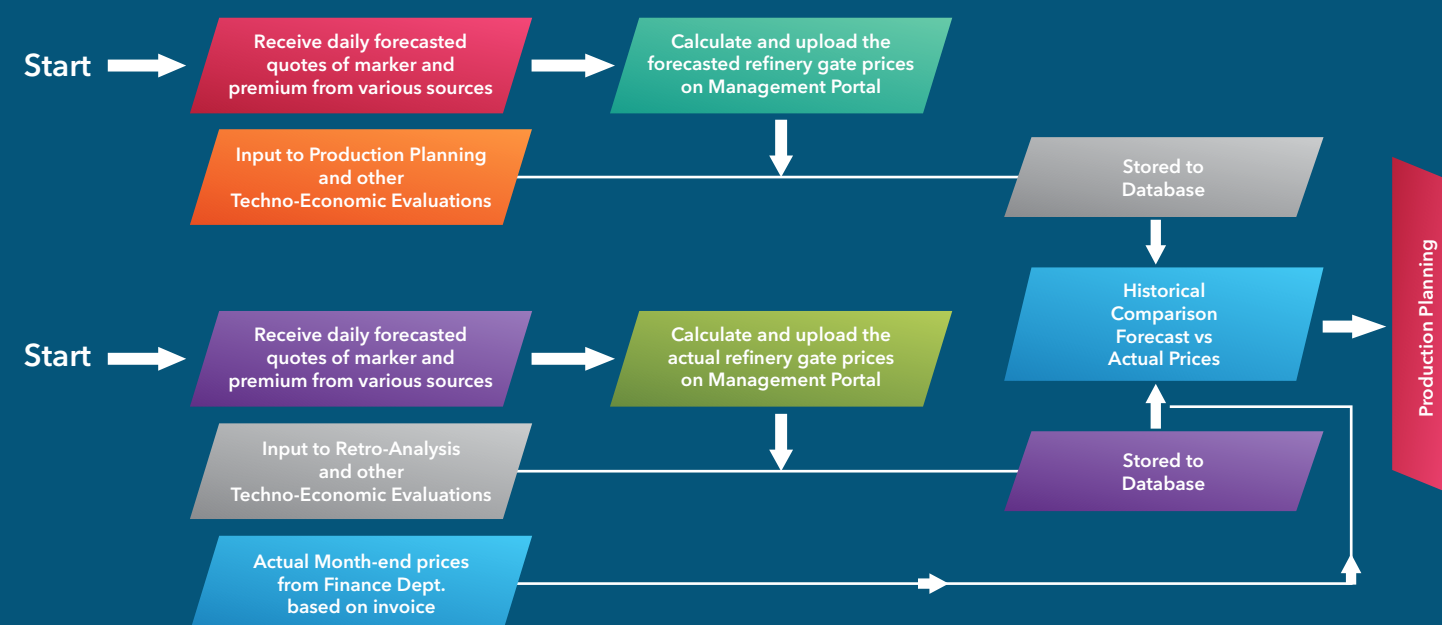 Start
Receive daily forecasted
quotes of marker and
premium from various sources
Calculate and upload the
forecasted refinery gate prices
on Management Portal
Input to Production Planning
and other
Techno-Economic Evaluations
Stored to
Database
Historical
Comparison
Forecast vs
Actual Prices
Production Planning
Start
Receive daily forecasted
quotes of marker and
premium from various sources
Calculate and upload the
actual refinery gate prices
on Management Portal
Input to Retro-Analysis
and other
Techno-Economic Evaluations
Stored to
Database
Actual Month-end prices
from Finance Dept.
based on invoice